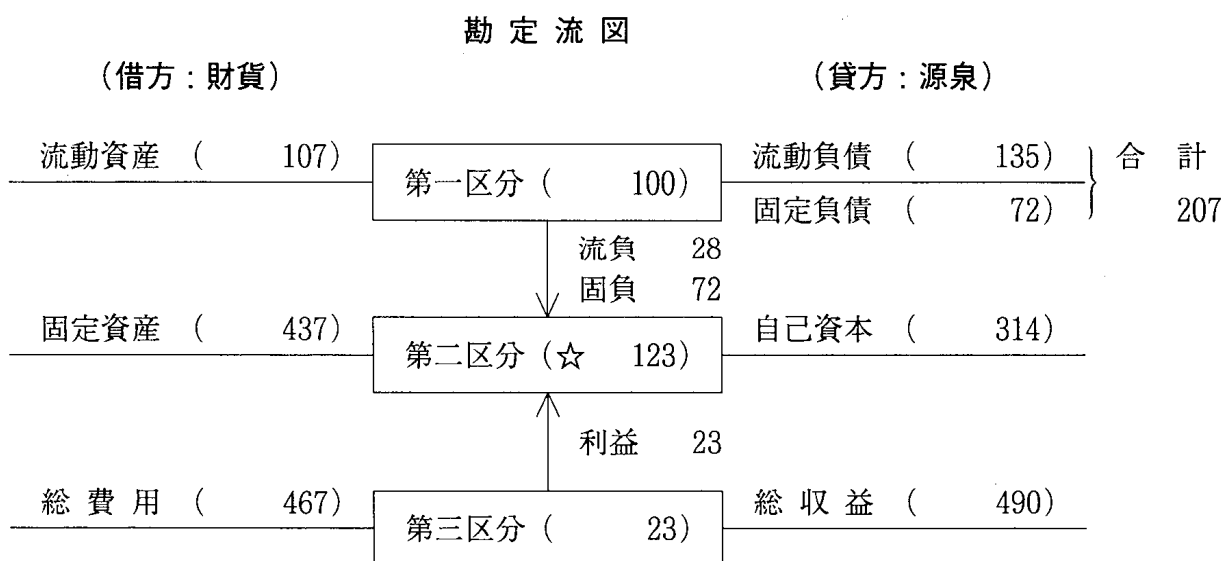 勘定流図
(借方：財貨) (貸方：源泉)
流動資産 ( 107) 第一区分 ( 100) 流動負債 ( 135) 合 計
固定負債 ( 72) 207
流負 28
固負 72
固定資産 ( 437) 第二区分 (☆ 123) 自己資本 ( 314)
利益 23
総費用 ( 467) 第三区分 ( 23) 総収益 ( 490)